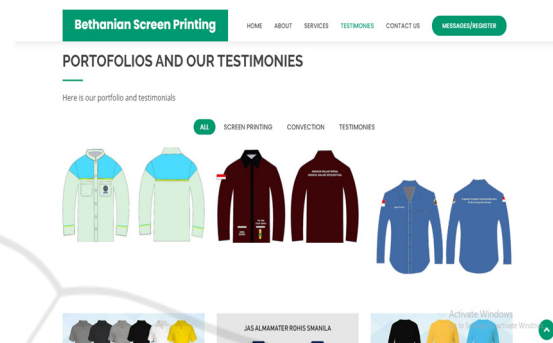 Bethanian Screen Printing
HOME ABOUT SERVICES TESTIMONIES CONTACT US MESSAGES/REGISTER
PORTOFOLIOS AND OUR TESTIMONIES
Here is our portfolio and testimonials
ALL SCREEN PRINTING CONVECTION TESTIMONIES
JAS ALMAMATER ROHIS SMANILA
Activate Windows